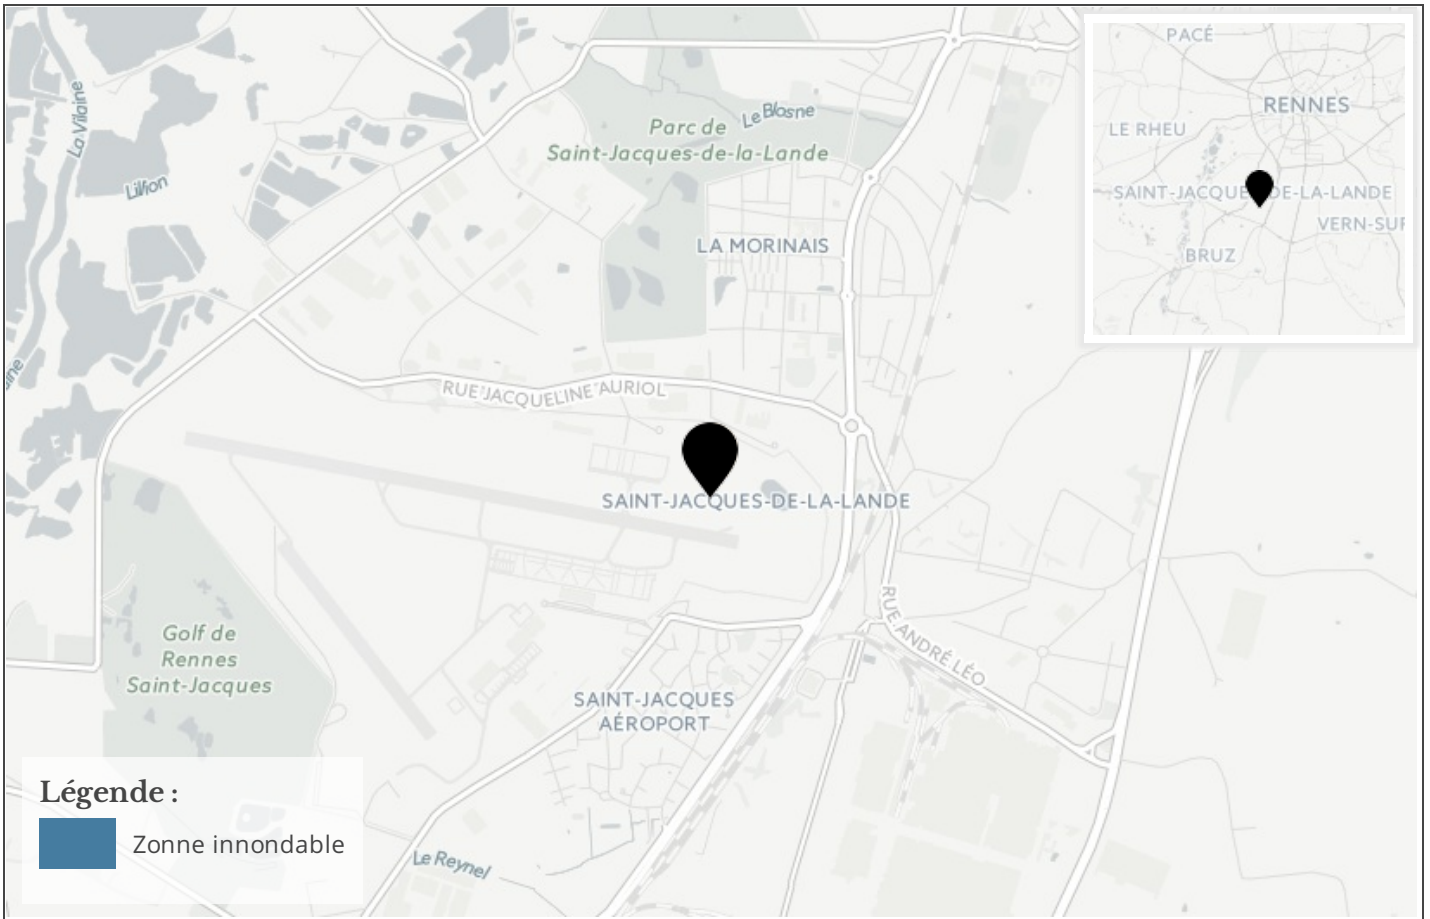 La Vilaine
Lillion
Le Blosne
Parc de
Saint-Jacques-de-la-Lande
LA MORINAIS
RUE JACQUELINE AURIOL
SAINT-JACQUES-DE-LA-LANDE
RUE ANDRÉ LÉO
Golf de
Rennes
Saint-Jacques
SAINT-JACQUES
AÉROPORT
Le Reynel
Légende :
Zonne innondable
PACÉ
RENNES
LE RHEU
SAINT-JACQUE DE-LA-LANDE
VERN-SUR
BRUZ